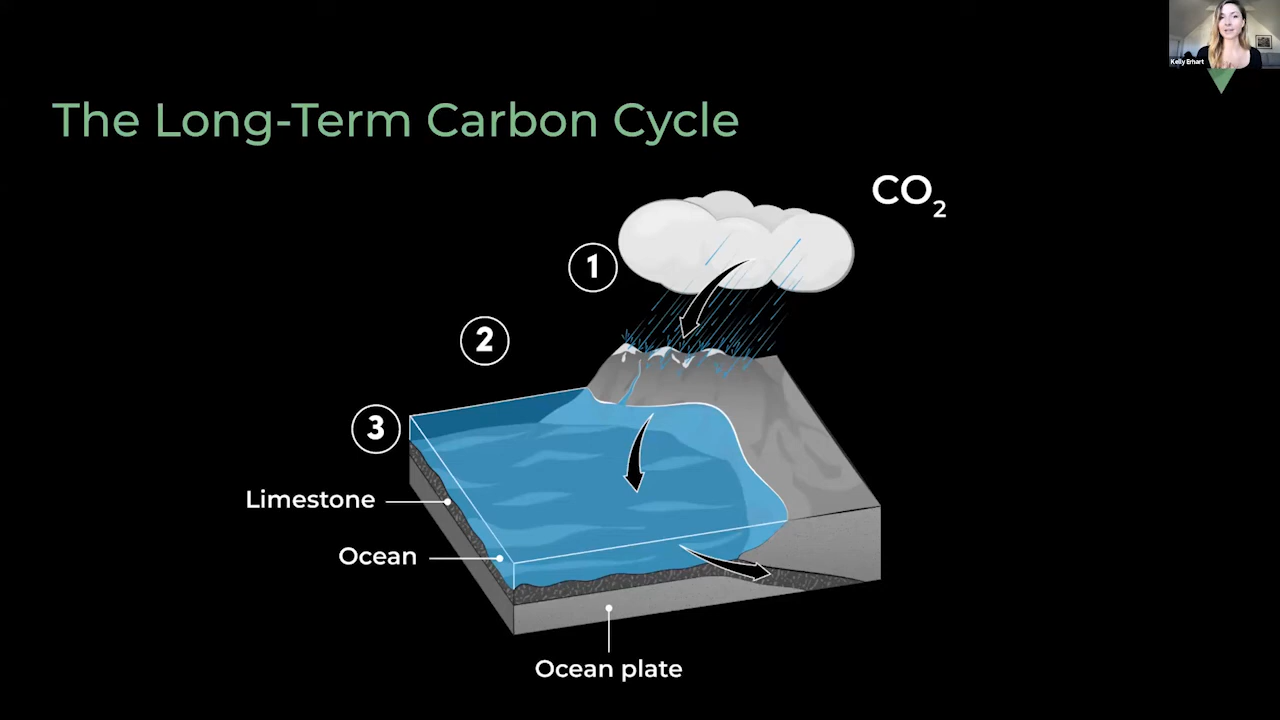 Kelly Erhart
The Long-Term Carbon Cycle
CO₂
1
2
3
Limestone
Ocean
Ocean plate